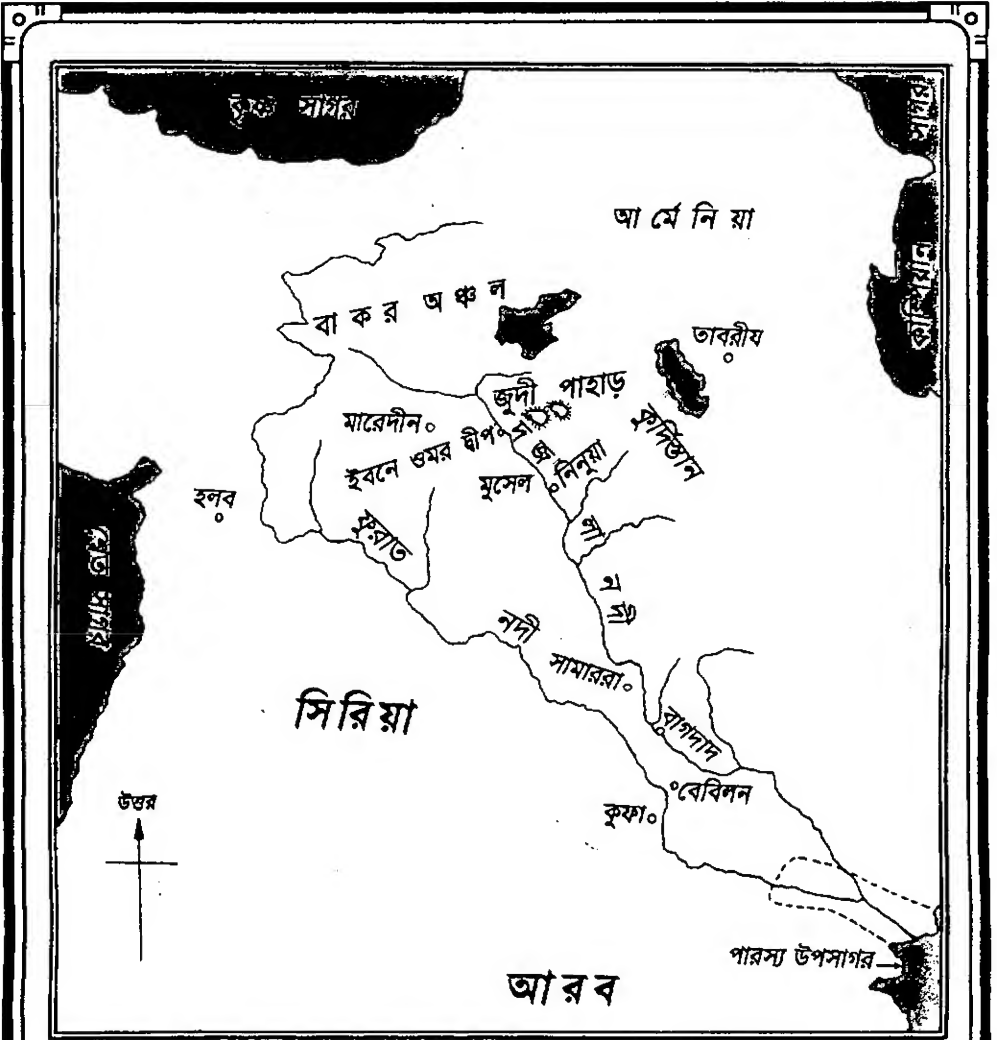 কৃষ্ণ সাগর
কাস্পিয়ান সাগর
আর্মেনিয়া
বাকর অঞ্চল
তাবরীয
জুদী পাহাড়
কুর্দিস্তান
মারেদীন
ইবনে ওমর দ্বীপ
নিনুয়া
মুসেল
হলব
ফুরাত
নদী
সামাররা
সিরিয়া
বাগদাদ
উত্তর
বেবিলন
কুফা
পারস্য উপসাগর
আরব